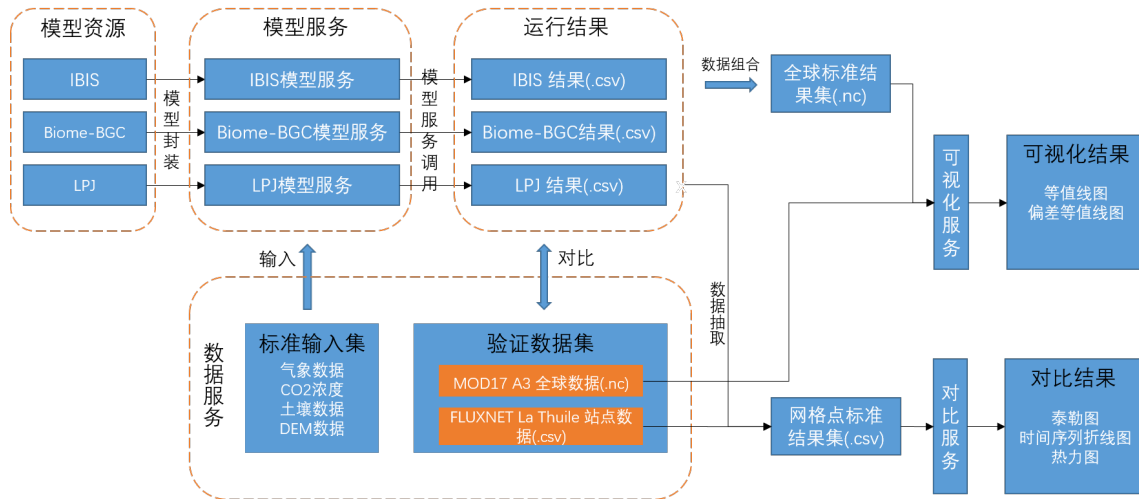 模型资源
IBIS
Biome-BGC
LPJ
模型封装
模型服务
IBIS模型服务
Biome-BGC模型服务
LPJ模型服务
模型服务调用
运行结果
IBIS 结果(.csv)
Biome-BGC结果(.csv)
LPJ 结果(.csv)
数据组合
全球标准结
果集(.nc)
可视化服务
可视化结果
等值线图
偏差等值线图
输入
对比
数据抽取
数据服务
标准输入集
气象数据
CO2浓度
土壤数据
DEM数据
验证数据集
MOD17 A3 全球数据(.nc)
FLUXNET La Thuile 站点数
据(.csv)
网格点标准
结果集(.csv)
对比服务
对比结果
泰勒图
时间序列折线图
热力图